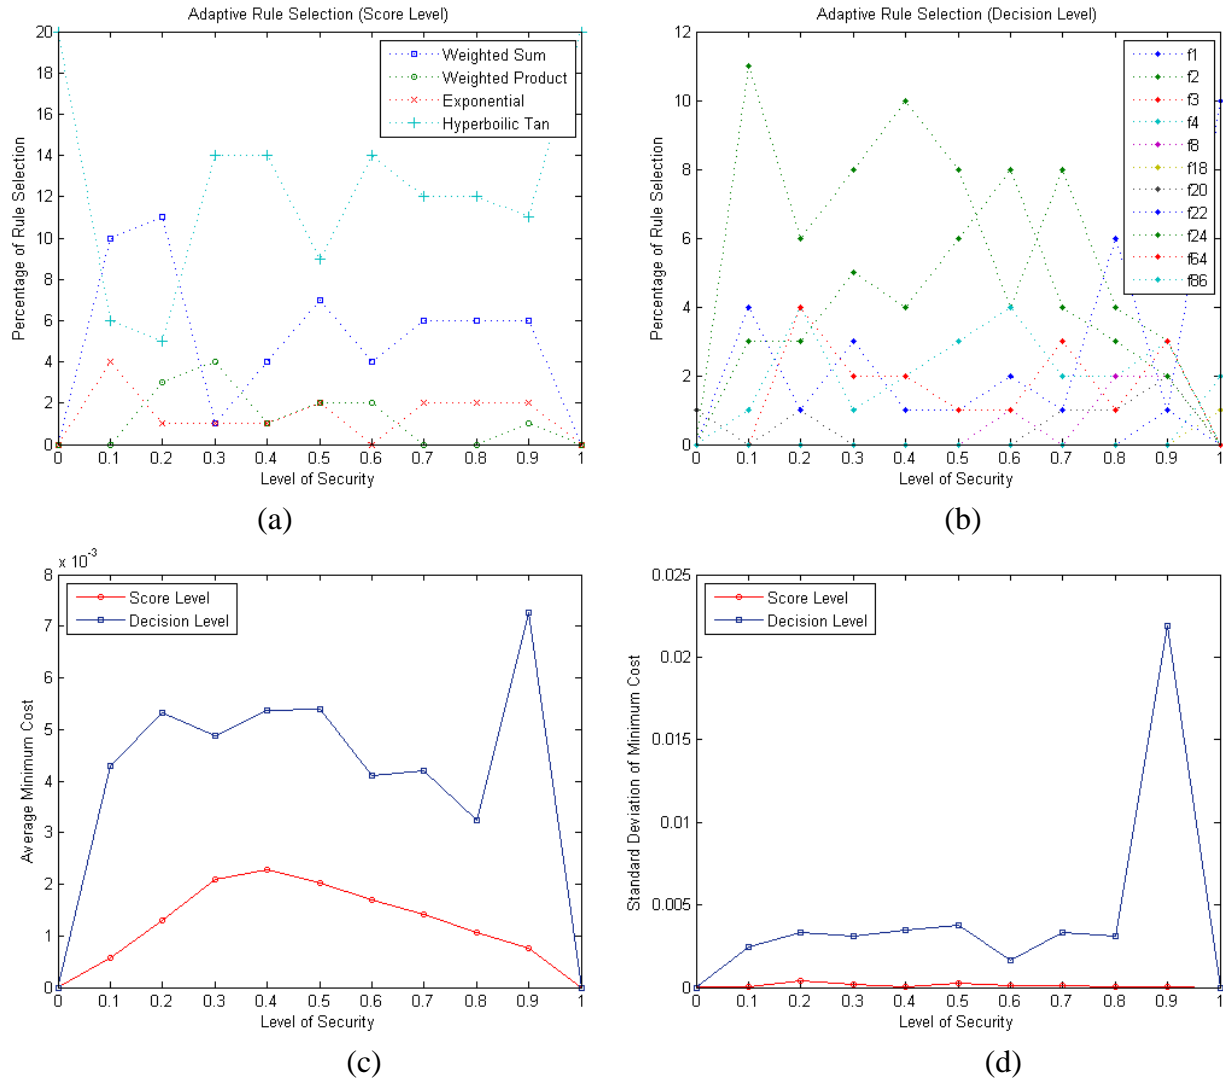 Adaptive Rule Selection (Score Level)
20
18
16
14
12
10
8
6
4
2
0
Percentage of Rule Selection
Weighted Sum
Weighted Product
Exponential
Hyperboilic Tan
0 0.1 0.2 0.3 0.4 0.5 0.6 0.7 0.8 0.9 1
Level of Security
(a)
Adaptive Rule Selection (Decision Level)
12
10
8
6
4
2
0
Percentage of Rule Selection
f1
f2
f3
f4
f8
f18
f20
f22
f24
f64
f86
0 0.1 0.2 0.3 0.4 0.5 0.6 0.7 0.8 0.9 1
Level of Security
(b)
x 10⁻³
8
7
6
5
4
3
2
1
0
Average Minimum Cost
Score Level
Decision Level
0 0.1 0.2 0.3 0.4 0.5 0.6 0.7 0.8 0.9 1
Level of Security
(c)
0.025
0.02
0.015
0.01
0.005
0
Standard Deviation of Minimum Cost
Score Level
Decision Level
0 0.1 0.2 0.3 0.4 0.5 0.6 0.7 0.8 0.9 1
Level of Security
(d)